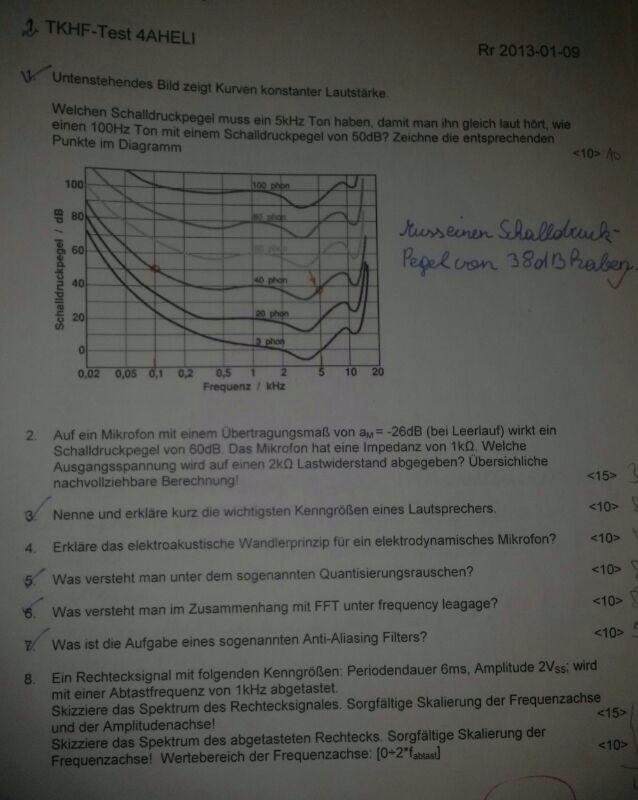 2. TKHF-Test 4AHELI
Rr 2013-01-09
1. Untenstehendes Bild zeigt Kurven konstanter Lautstärke.
Welchen Schalldruckpegel muss ein 5kHz Ton haben, damit man ihn gleich laut hört, wie
einen 100Hz Ton mit einem Schalldruckpegel von 50dB? Zeichne die entsprechenden
Punkte im Diagramm
<10> 10
Schalldruckpegel / dB
100
80
60
40
20
0
100 phon
80 phon
60 phon
40 phon
20 phon
3 phon
0,02 0,05 0,1 0,2 0,5 1 2 5 10 20
Frequenz / kHz
Muss einen Schalldruck-
Pegel von 38dB haben.
2. Auf ein Mikrofon mit einem Übertragungsmaß von aM = -26dB (bei Leerlauf) wirkt ein
Schalldruckpegel von 60dB. Das Mikrofon hat eine Impedanz von 1kΩ. Welche
Ausgangsspannung wird auf einen 2kΩ Lastwiderstand abgegeben? Übersichliche
nachvollziehbare Berechnung!
<15>
3. Nenne und erkläre kurz die wichtigsten Kenngrößen eines Lautsprechers. <10>
4. Erkläre das elektroakustische Wandlerprinzip für ein elektrodynamisches Mikrofon? <10>
5. Was versteht man unter dem sogenannten Quantisierungsrauschen? <10>
6. Was versteht man im Zusammenhang mit FFT unter frequency leagage? <10>
7. Was ist die Aufgabe eines sogenannten Anti-Aliasing Filters? <10>
8. Ein Rechtecksignal mit folgenden Kenngrößen: Periodendauer 6ms, Amplitude 2Vss; wird
mit einer Abtastfrequenz von 1kHz abgetastet.
Skizziere das Spektrum des Rechtecksignales. Sorgfältige Skalierung der Frequenzachse
und der Amplitudenachse!
<15>
Skizziere das Spektrum des abgetasteten Rechtecks. Sorgfältige Skalierung der
Frequenzachse! Wertebereich der Frequenzachse: [0÷2*fabtast]
<10>